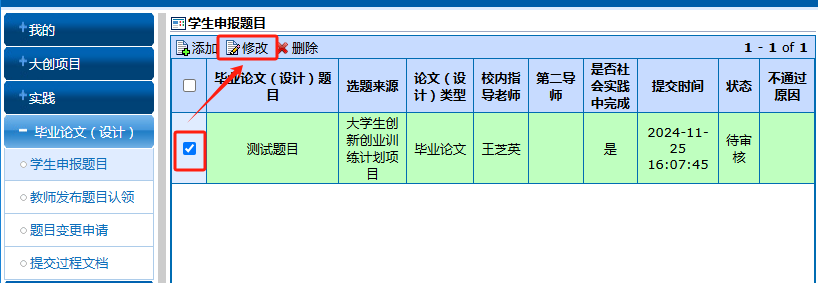 我的
大创项目
实践
毕业论文（设计）
学生申报题目
教师发布题目认领
题目变更申请
提交过程文档
学生申报题目
添加 修改 删除 1 - 1 of 1
毕业论文（设计）题
目
选题来源
论文（设
计）类型
校内指
导老师
第二导
师
是否社
会实践
中完成
提交时间
状态
不通过
原因
测试题目
大学生创
新创业训
练计划项
目
毕业论文
王芝英
是
2024-11-
25
16:07:45
待审
核